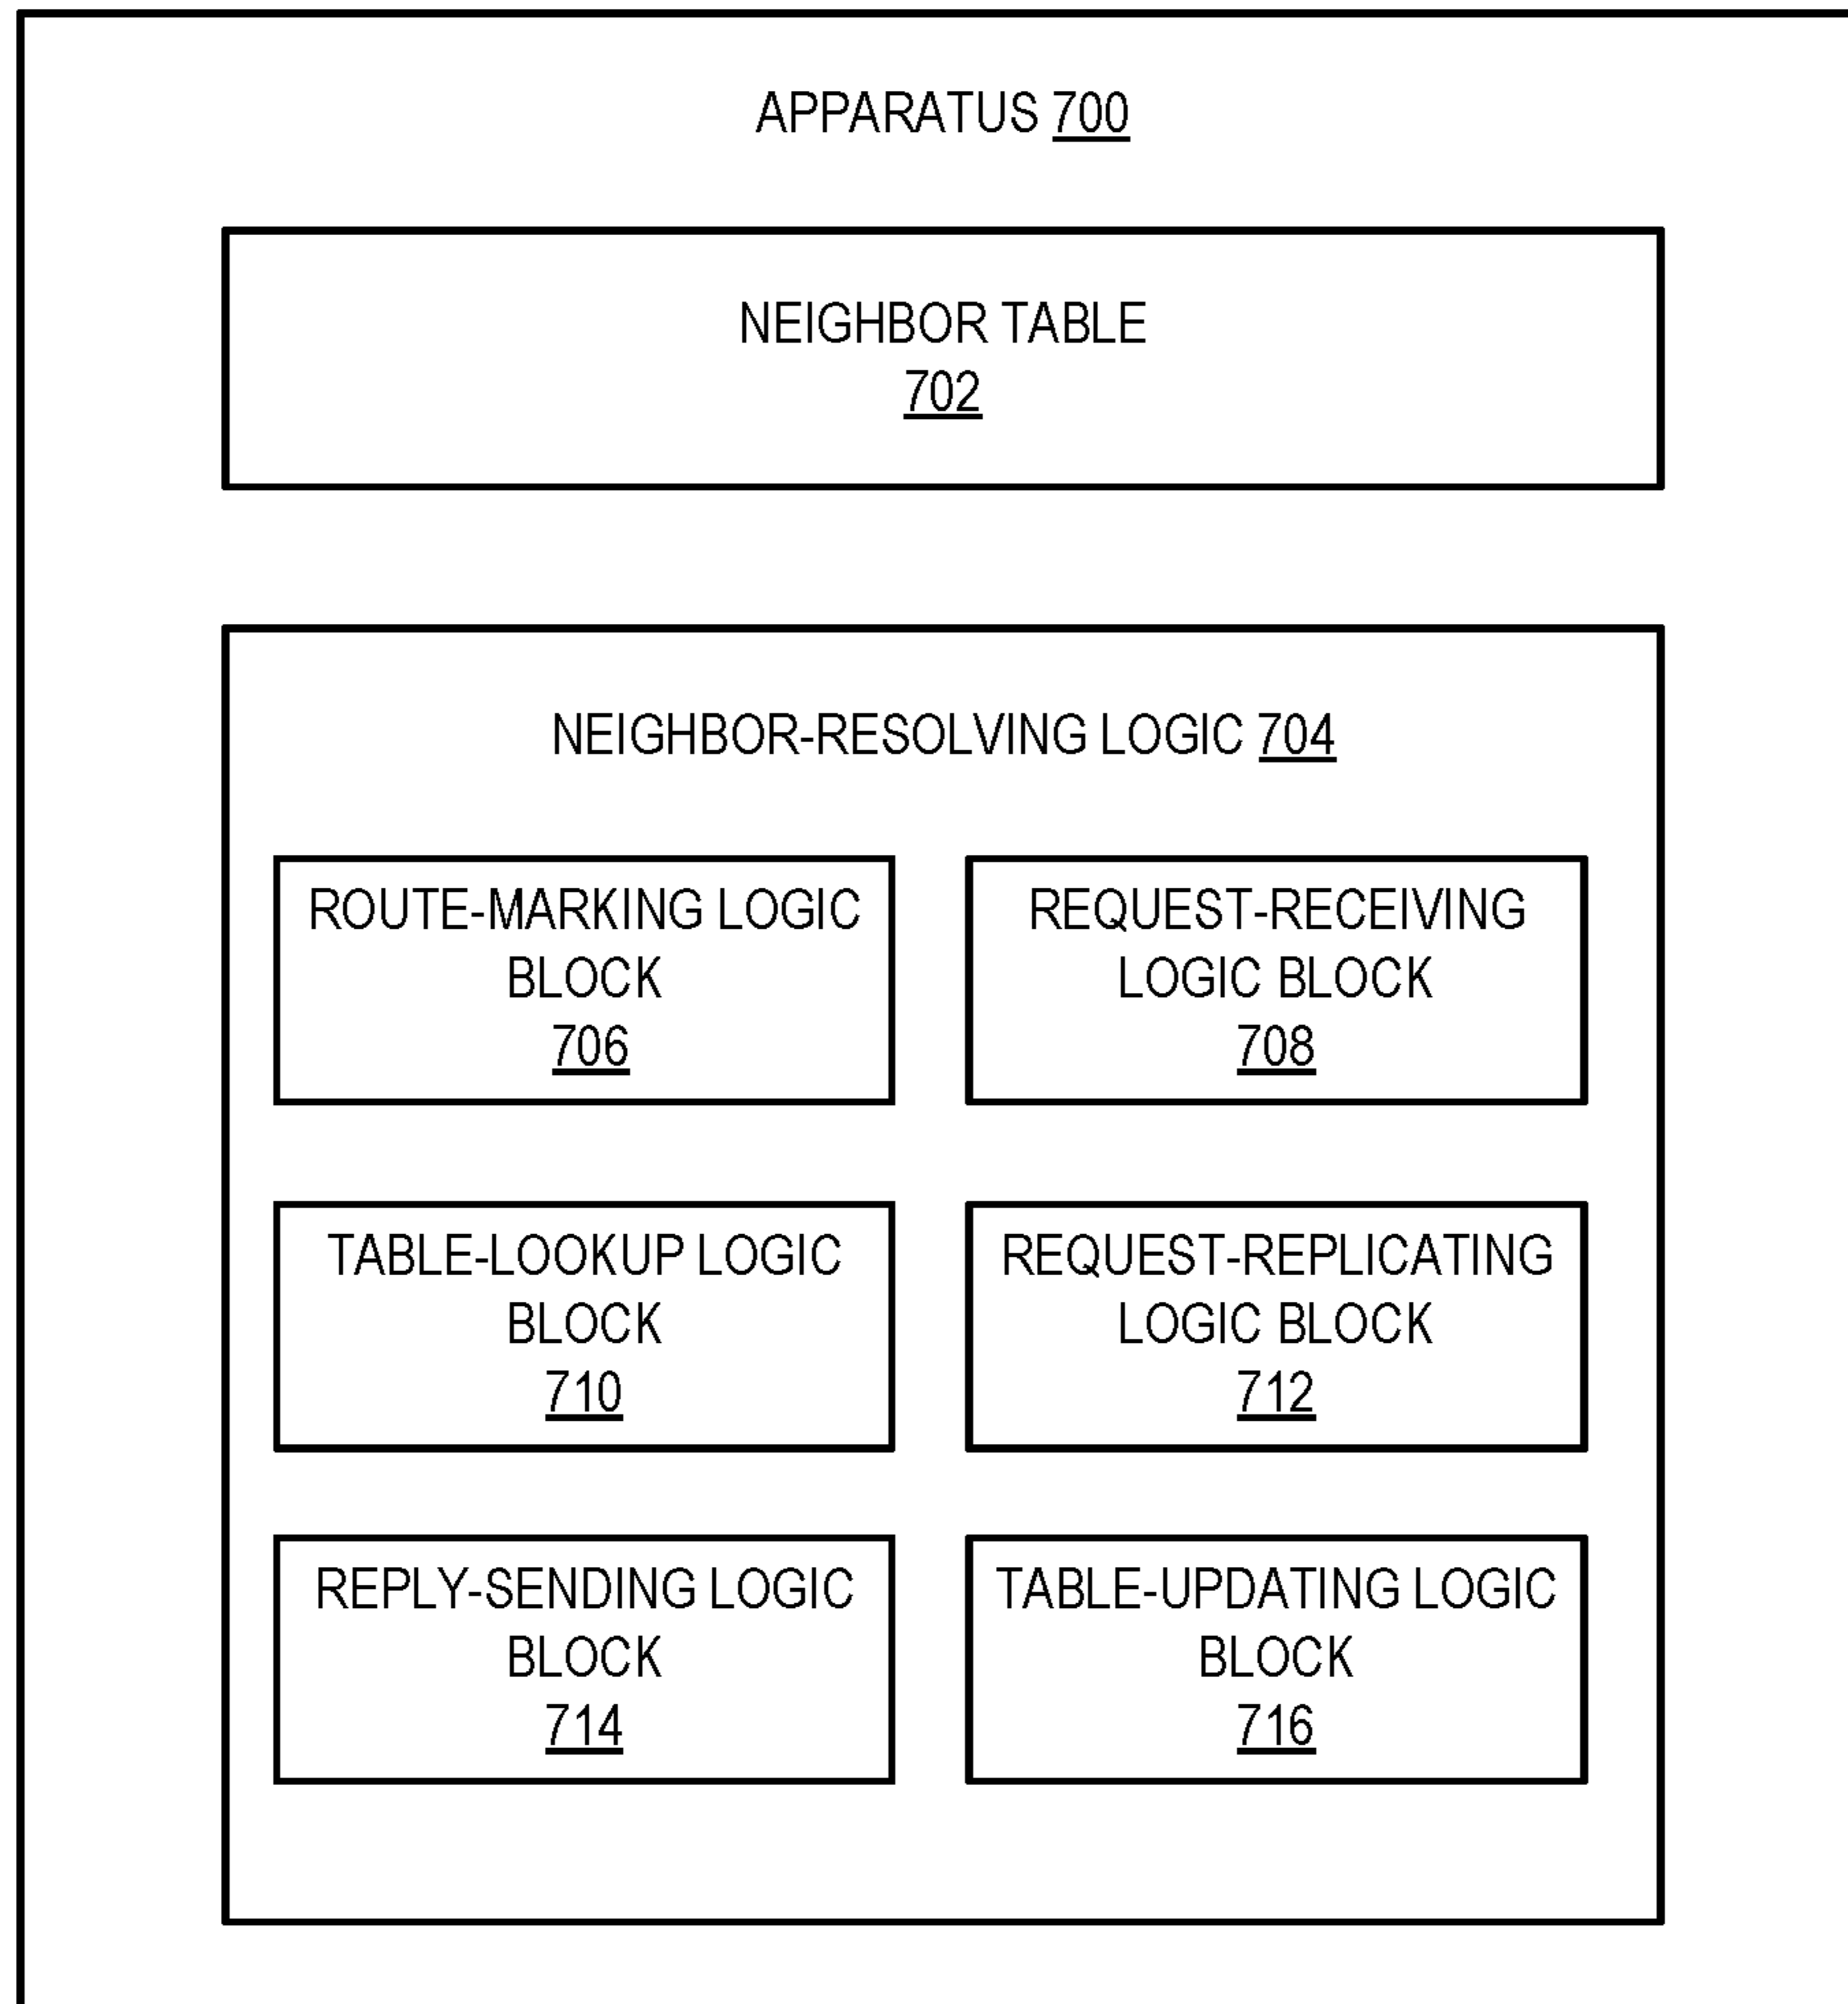 APPARATUS 700
NEIGHBOR TABLE
702
NEIGHBOR-RESOLVING LOGIC 704
ROUTE-MARKING LOGIC
BLOCK
706
REQUEST-RECEIVING
LOGIC BLOCK
708
TABLE-LOOKUP LOGIC
BLOCK
710
REQUEST-REPLICATING
LOGIC BLOCK
712
REPLY-SENDING LOGIC
BLOCK
714
TABLE-UPDATING LOGIC
BLOCK
716